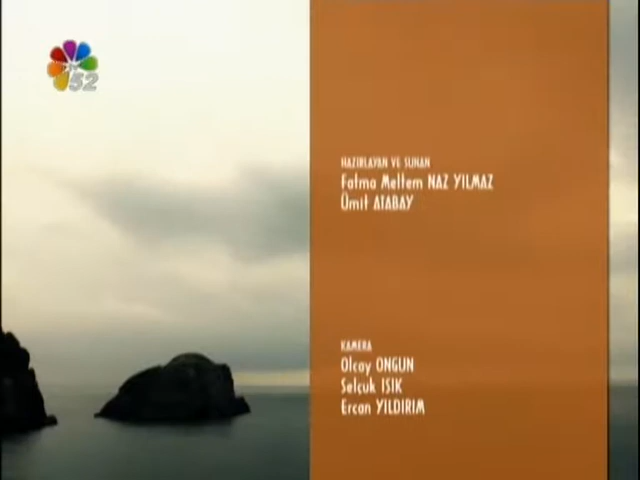 52
HAZIRLAYAN VE SUNAN
Fatma Meltem NAZ YILMAZ
Ümit ATABAY
KAMERA
Olcay ONGUN
Selçuk IŞIK
Ercan YILDIRIM